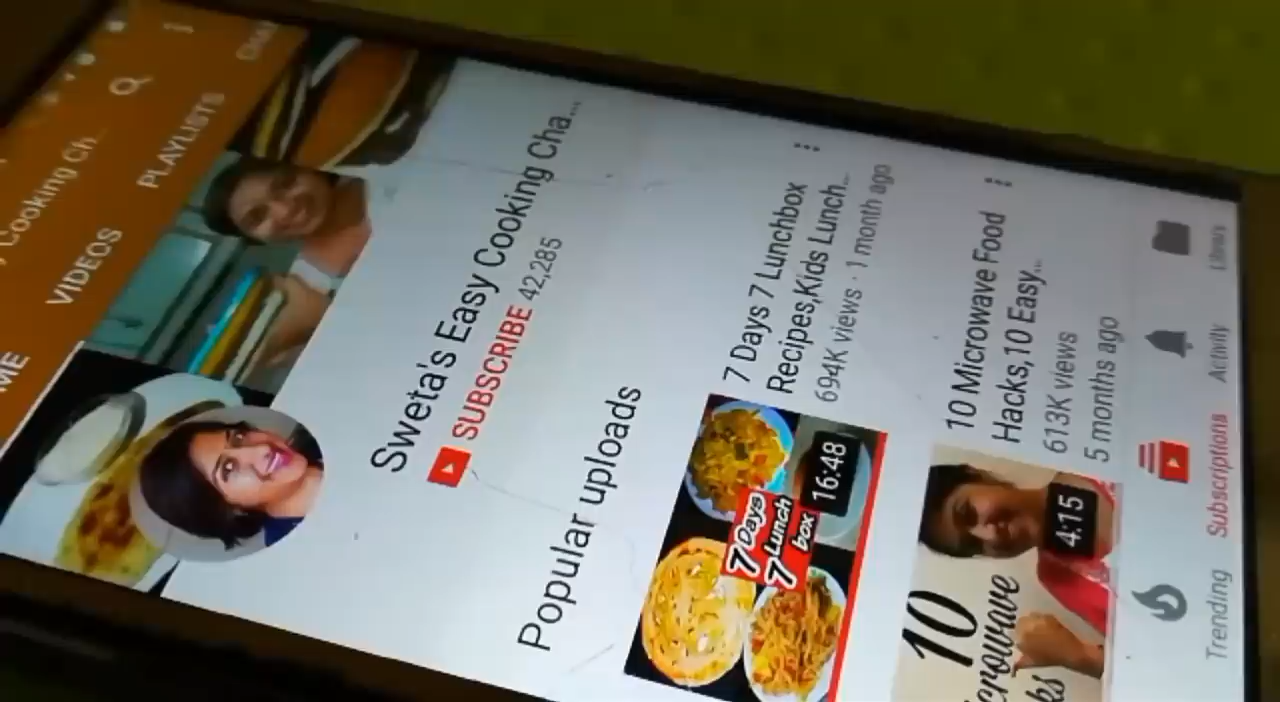 Cooking Ch..
ME
VIDEOS
PLAYLISTS
Sweta's Easy Cooking Cha...
SUBSCRIBE 42,285
Popular uploads
7 Days
7 Lunch
box
16:48
7 Days 7 Lunchbox
Recipes,Kids Lunch...
694K views · 1 month ago
10
4:15
10 Microwave Food
Hacks,10 Easy...
613K views
5 months ago
Trending
Subscriptions
Activity
Library